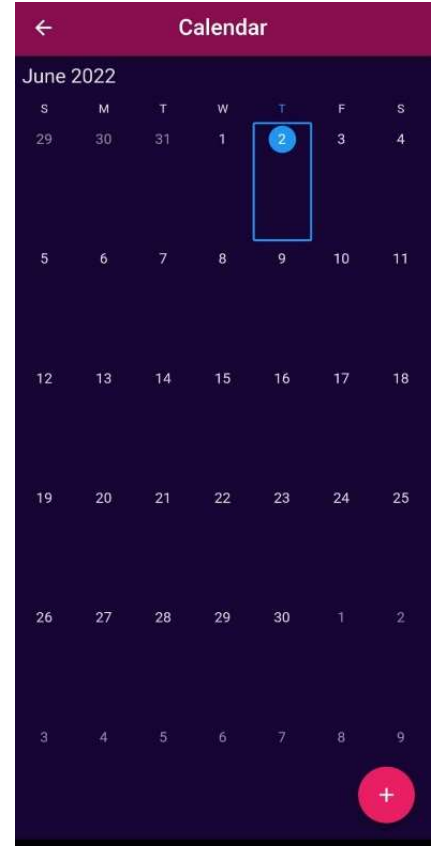 ← Calendar
June 2022
S M T W T F S
29 30 31 1 2 3 4
5 6 7 8 9 10 11
12 13 14 15 16 17 18
19 20 21 22 23 24 25
26 27 28 29 30 1 2
3 4 5 6 7 8 9
+